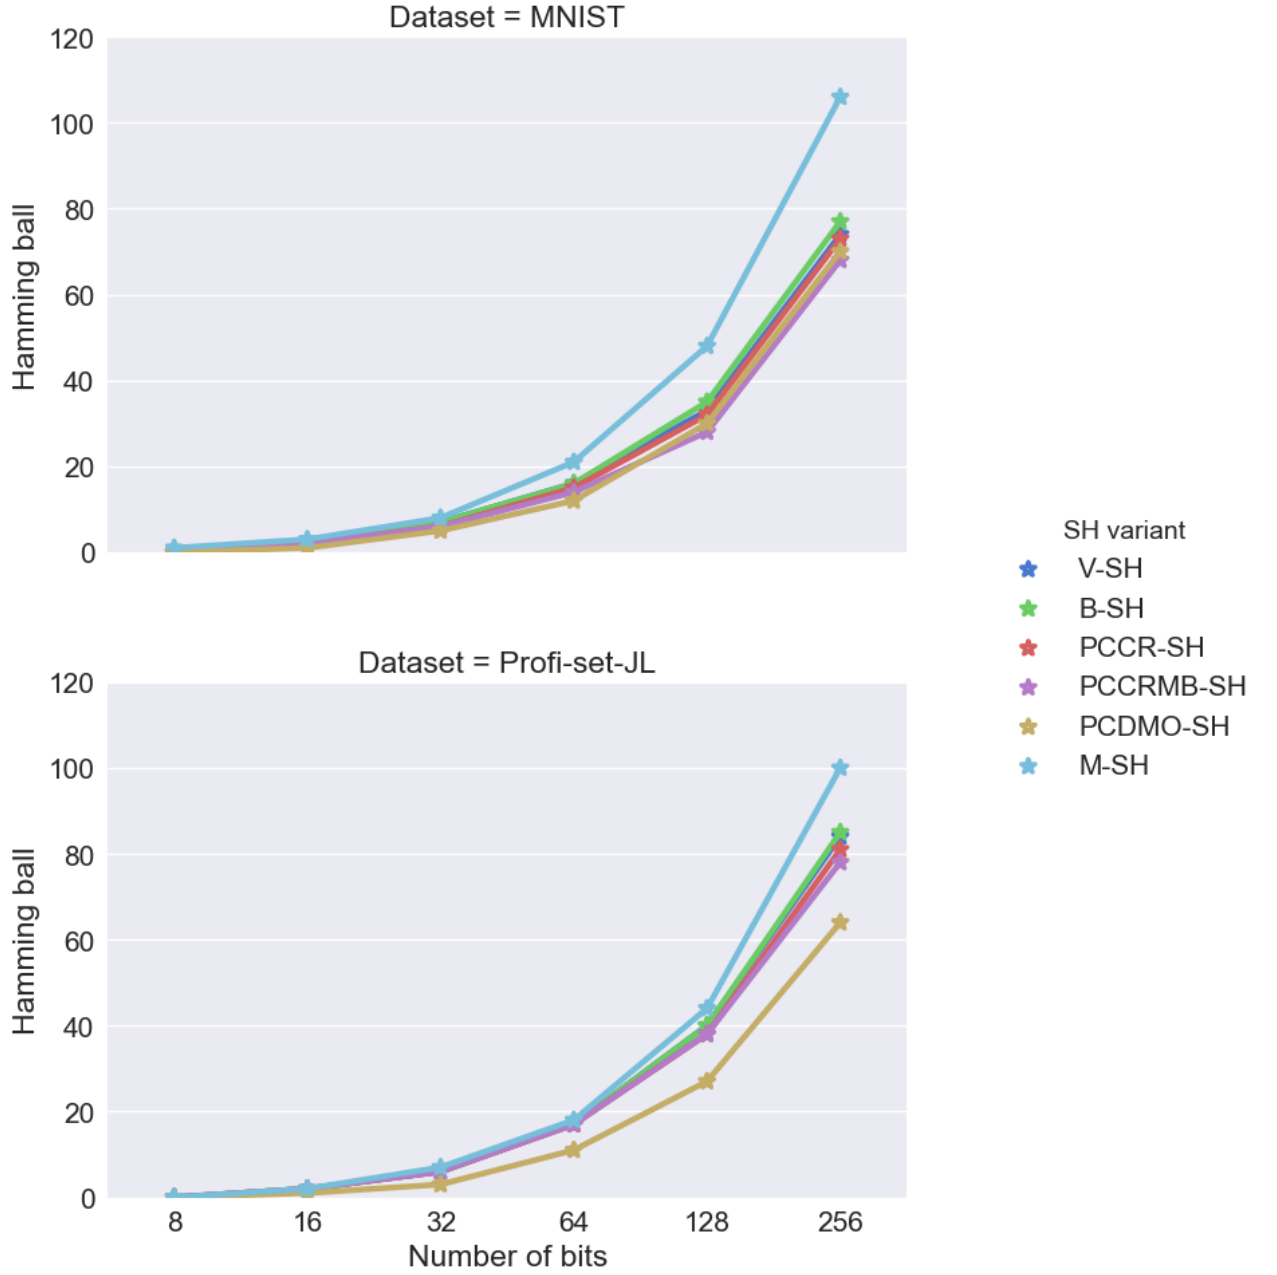 Dataset = MNIST
120
100
80
60
40
20
0
Hamming ball
SH variant
V-SH
B-SH
PCCR-SH
PCCRMB-SH
PCDMO-SH
M-SH
Dataset = Profi-set-JL
120
100
80
60
40
20
0
Hamming ball
8 16 32 64 128 256
Number of bits